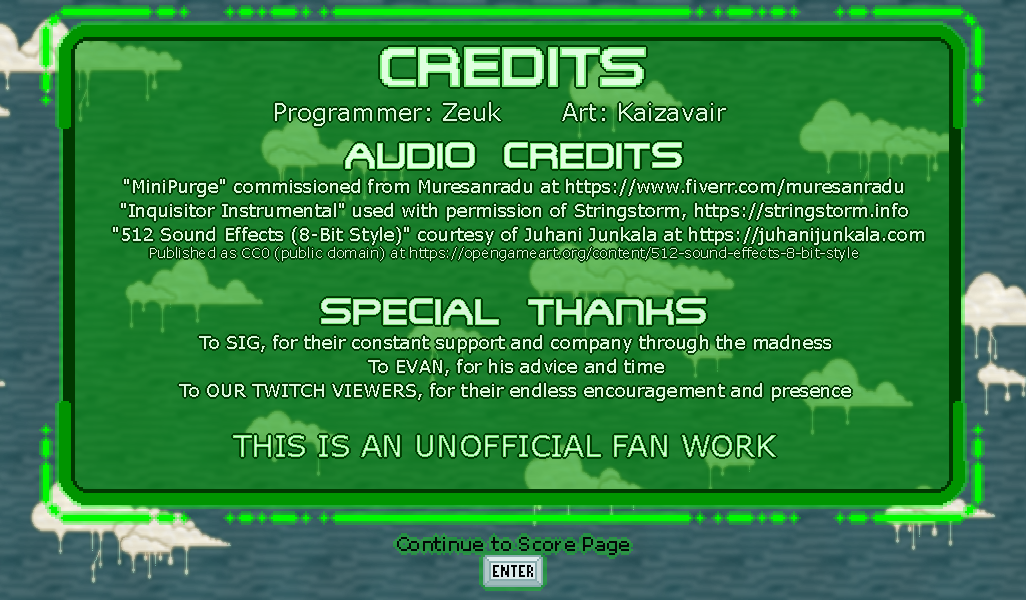 CREDITS
Programmer: Zeuk Art: Kaizavair
AUDIO CREDITS
"MiniPurge" commissioned from Muresanradu at https://www.fiverr.com/muresanradu
"Inquisitor Instrumental" used with permission of Stringstorm, https://stringstorm.info
"512 Sound Effects (8-Bit Style)" courtesy of Juhani Junkala at https://juhanijunkala.com
Published as CC0 (public domain) at https://opengameart.org/content/512-sound-effects-8-bit-style
SPECIAL THANKS
To SIG, for their constant support and company through the madness
To EVAN, for his advice and time
To OUR TWITCH VIEWERS, for their endless encouragement and presence
THIS IS AN UNOFFICIAL FAN WORK
Continue to Score Page
ENTER